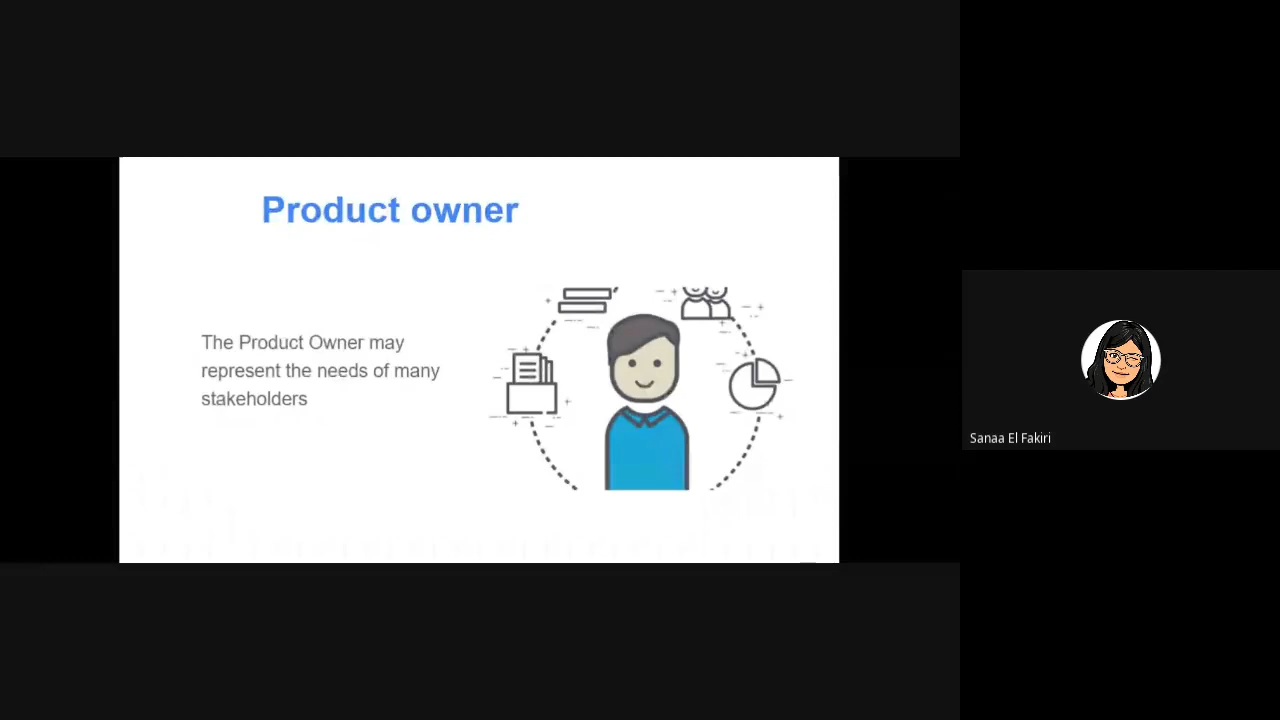 Product owner
The Product Owner may
represent the needs of many
stakeholders
Sanaa El Fakiri